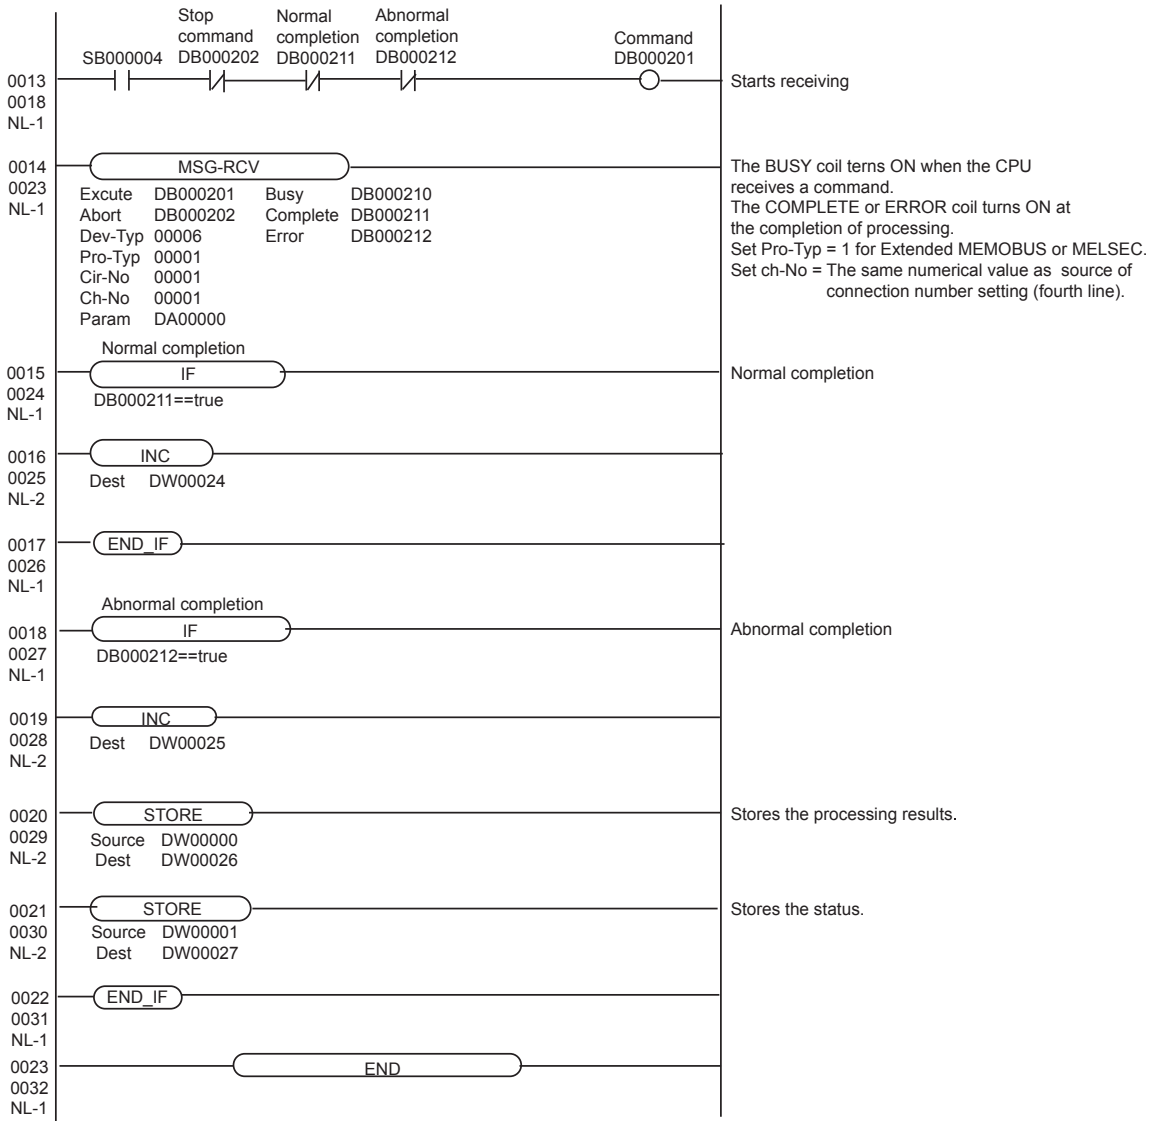 Stop command DB000202
Normal completion DB000211
Abnormal completion DB000212
SB000004
Command DB000201
0013
0018
NL-1
Starts receiving
0014
0023
NL-1
MSG-RCV
Excute DB000201 Busy DB000210
Abort DB000202 Complete DB000211
Dev-Typ 00006 Error DB000212
Pro-Typ 00001
Cir-No 00001
Ch-No 00001
Param DA00000
The BUSY coil terns ON when the CPU
receives a command.
The COMPLETE or ERROR coil turns ON at
the completion of processing.
Set Pro-Typ = 1 for Extended MEMOBUS or MELSEC.
Set ch-No = The same numerical value as source of
connection number setting (fourth line).
Normal completion
0015
0024
NL-1
IF
DB000211==true
Normal completion
0016
0025
NL-2
INC
Dest DW00024
0017
0026
NL-1
END_IF
Abnormal completion
0018
0027
NL-1
IF
DB000212==true
Abnormal completion
0019
0028
NL-2
INC
Dest DW00025
0020
0029
NL-2
STORE
Source DW00000
Dest DW00026
Stores the processing results.
0021
0030
NL-2
STORE
Source DW00001
Dest DW00027
Stores the status.
0022
0031
NL-1
END_IF
0023
0032
NL-1
END